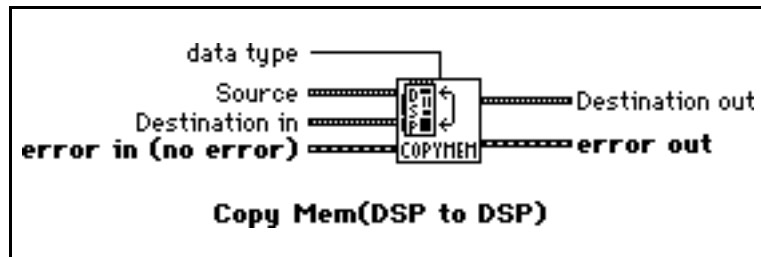 data type
Source
Destination in
error in (no error)
DSP
COPYMEM
Destination out
error out
Copy Mem(DSP to DSP)